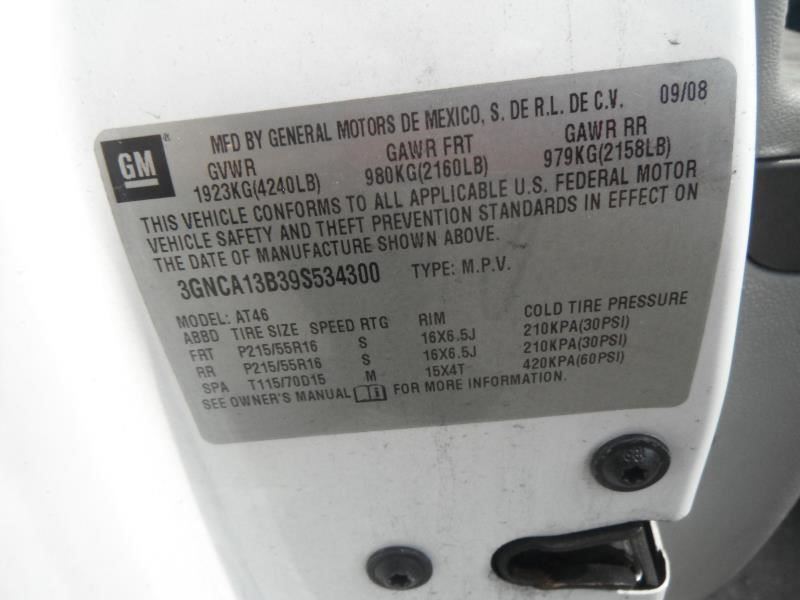 MFD BY GENERAL MOTORS DE MEXICO, S. DE R.L. DE C.V. 09/08
GM ®
GVWR GAWR FRT GAWR RR
1923KG(4240LB) 980KG(2160LB) 979KG(2158LB)
THIS VEHICLE CONFORMS TO ALL APPLICABLE U.S. FEDERAL MOTOR
VEHICLE SAFETY AND THEFT PREVENTION STANDARDS IN EFFECT ON
THE DATE OF MANUFACTURE SHOWN ABOVE.
3GNCA13B39S534300 TYPE: M.P.V.
MODEL: AT46
ABBD TIRE SIZE SPEED RTG RIM COLD TIRE PRESSURE
FRT P215/55R16 S 16X6.5J 210KPA(30PSI)
RR P215/55R16 S 16X6.5J 210KPA(30PSI)
SPA T115/70D15 M 15X4T 420KPA(60PSI)
SEE OWNER'S MANUAL FOR MORE INFORMATION.